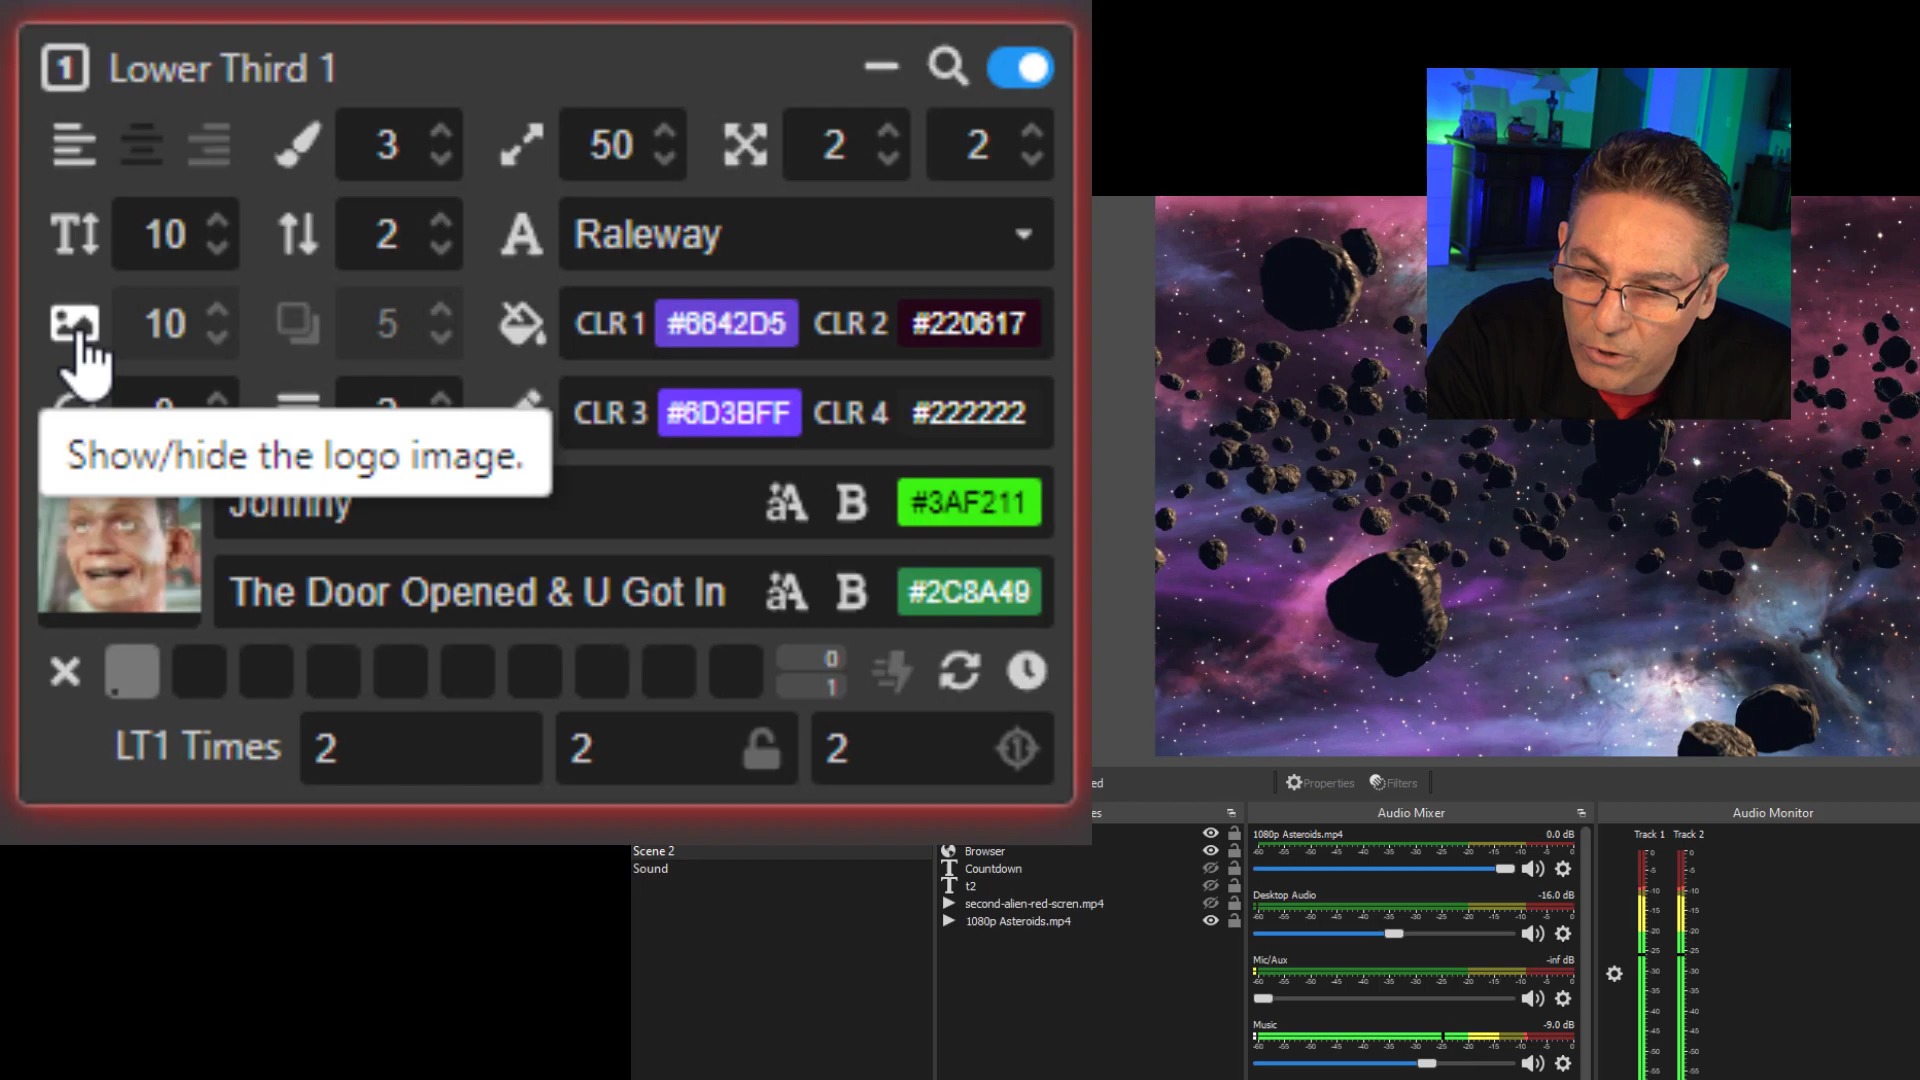 1 Lower Third 1
3 50 2 2
10 2 Raleway
10 5 CLR 1 #6642D5 CLR 2 #220617
CLR 3 #6D3BFF CLR 4 #222222
Show/hide the logo image.
Johnny #3AF211
The Door Opened & U Got In B #2C8A49
0
1
LT1 Times 2 2 2
ed Properties Filters
es Audio Mixer Audio Monitor
1080p Asteroids.mp4 0.0 dB Track 1 Track 2
Scene 2 Browser
Sound Countdown
t2
Desktop Audio -16.0 dB
second-alien-red-scren.mp4
1080p Asteroids.mp4
Mic/Aux -inf dB
Music -9.0 dB